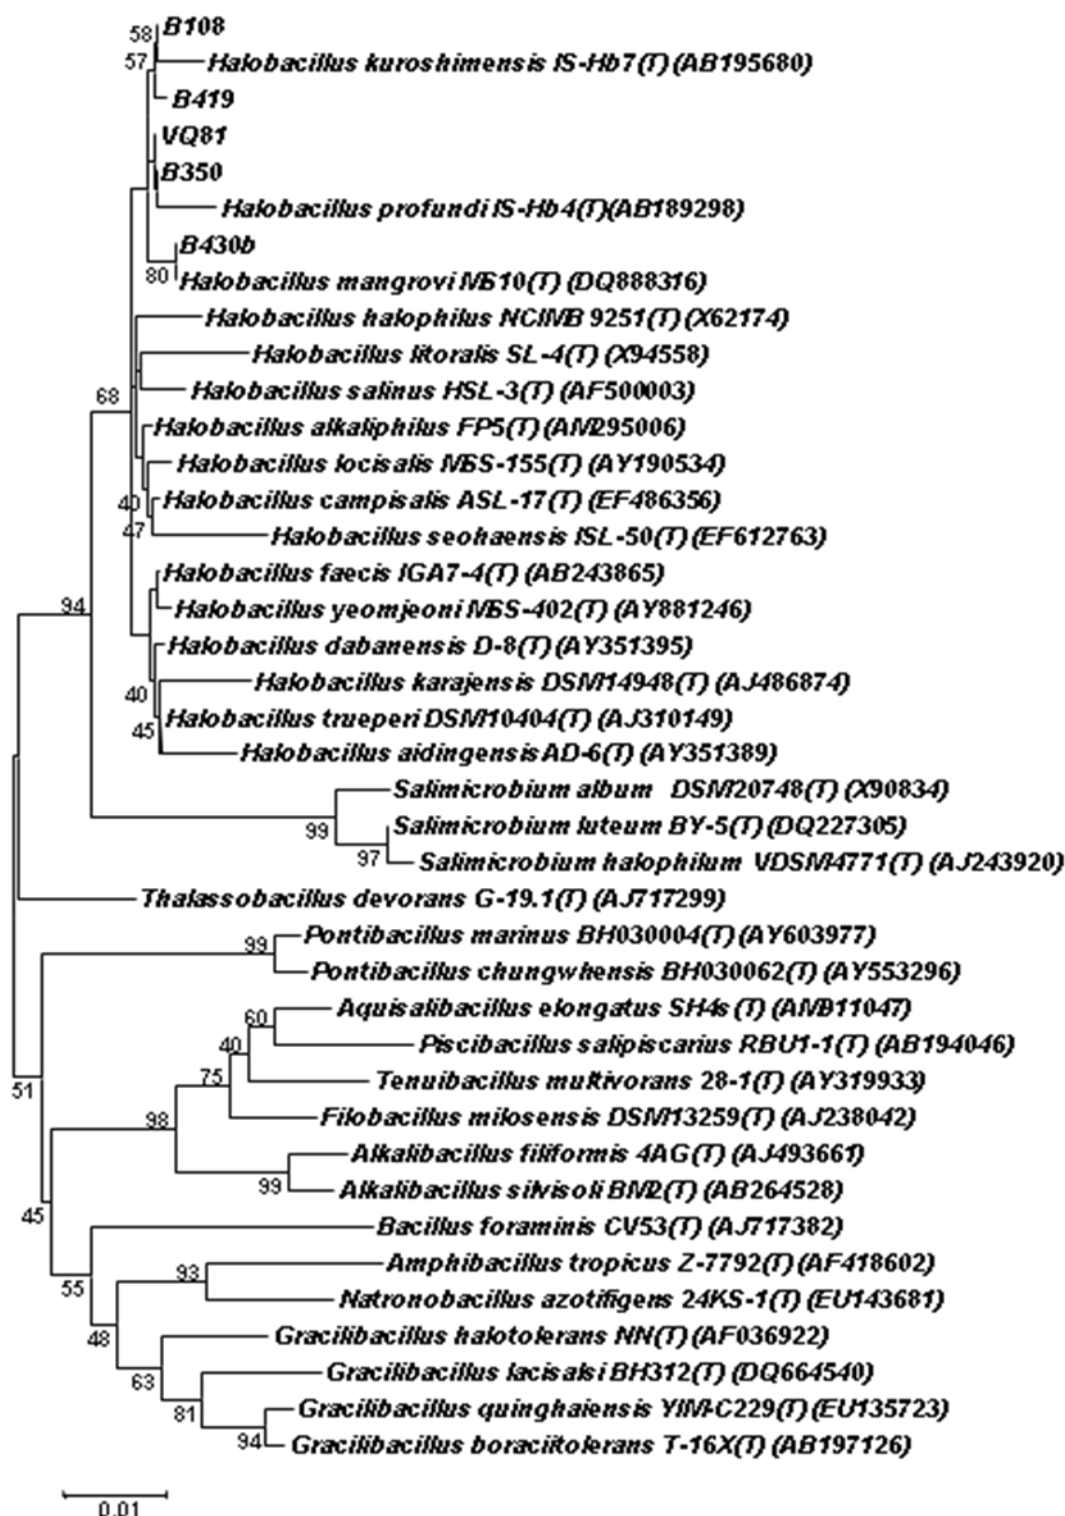 58 B108
57 Halobacillus kuroshimensis IS-Hb7(T) (AB195680)
B419
VQ81
B350
Halobacillus profundi IS-Hb4(T)(AB189298)
B430b
80 Halobacillus mangrovi MS10(T) (DQ888316)
Halobacillus halophilus NCIMB 9251(T) (X62174)
Halobacillus litoralis SL-4(T) (X94558)
Halobacillus salinus HSL-3(T) (AF500003)
68
Halobacillus alkaliphilus FP5(T) (AM295006)
Halobacillus locisalis MSS-155(T) (AY190534)
40 Halobacillus campisalis ASL-17(T) (EF486356)
47 Halobacillus seohaensis ISL-50(T) (EF612763)
Halobacillus faecis IGA7-4(T) (AB243865)
94 Halobacillus yeomjeoni MSS-402(T) (AY881246)
Halobacillus dabanensis D-8(T) (AY351395)
40 Halobacillus karajensis DSM14948(T) (AJ486874)
45 Halobacillus trueperi DSM10404(T) (AJ310149)
Halobacillus aidingensis AD-6(T) (AY351389)
Salimicrobium album DSM20748(T) (X90834)
99 Salimicrobium luteum BY-5(T) (DQ227305)
97 Salimicrobium halophilum VDSM4771(T) (AJ243920)
Thalassobacillus devorans G-19.1(T) (AJ717299)
99 Pontibacillus marinus BH030004(T) (AY603977)
Pontibacillus chungwhensis BH030062(T) (AY553296)
60 Aquisalibacillus elongatus SH4s(T) (AM911047)
40 Piscibacillus salipiscarius RBU1-1(T) (AB194046)
51 75 Tenuibacillus multivorans 28-1(T) (AY319933)
98 Filobacillus milosensis DSM13259(T) (AJ238042)
Alkalibacillus filiformis 4AG(T) (AJ493661)
99 Alkalibacillus silvisoli BM2(T) (AB264528)
45 Bacillus foraminis CV53(T) (AJ717382)
93 Amphibacillus tropicus Z-7792(T) (AF418602)
55 Natronobacillus azotifigens 24KS-1(T) (EU143681)
48 Gracilibacillus halotolerans NN(T) (AF036922)
63 Gracilibacillus lacisalsi BH312(T) (DQ664540)
81 Gracilibacillus quinghaiensis YIM-C229(T) (EU135723)
94 Gracilibacillus boraciitolerans T-16X(T) (AB197126)
0.01